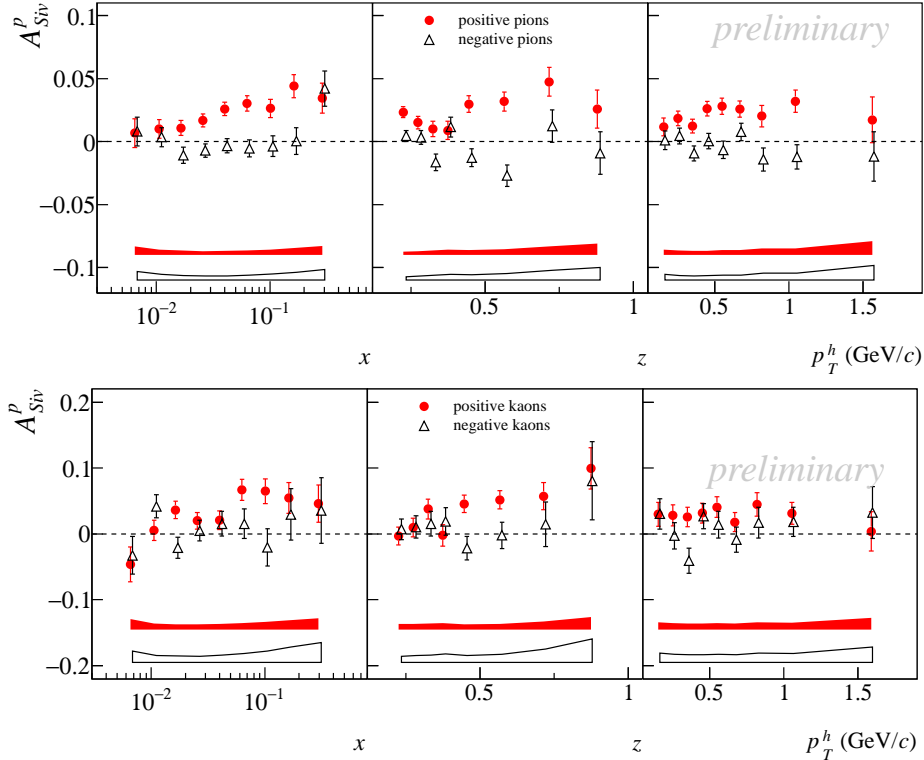 A^p_Siv
0.1
0.05
0
−0.05
−0.1
positive pions
negative pions
preliminary
10^−2
10^−1
0.5
1
0.5
1
1.5
x
z
p_T^h (GeV/c)
A^p_Siv
0.2
0.1
0
−0.1
−0.2
positive kaons
negative kaons
preliminary
10^−2
10^−1
0.5
1
0.5
1
1.5
x
z
p_T^h (GeV/c)